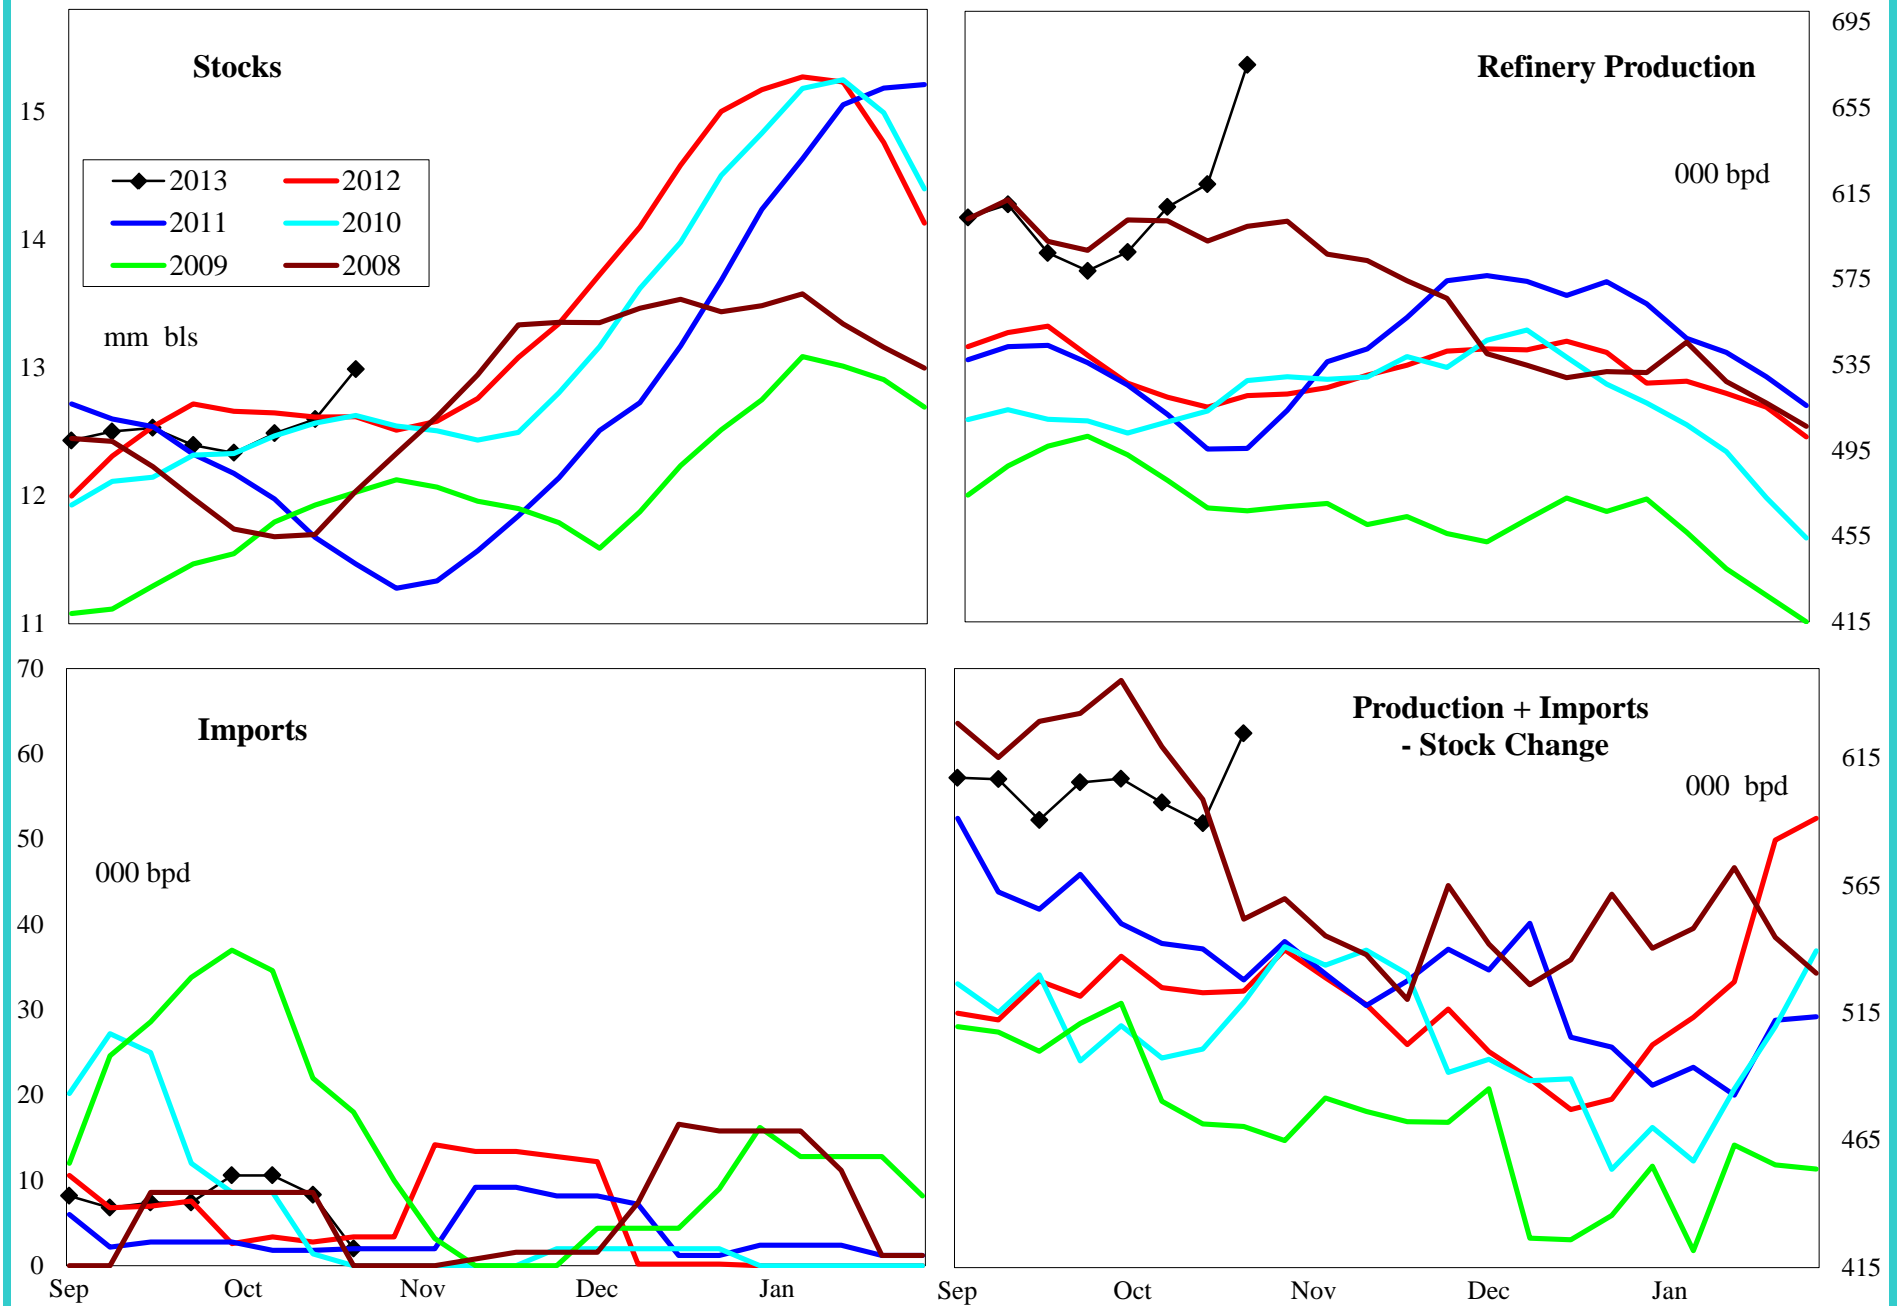 Stocks
15
14
13
12
11
2013
2012
2011
2010
2009
2008
mm bls
Refinery Production
000 bpd
695
655
615
575
535
495
455
415
Imports
000 bpd
70
60
50
40
30
20
10
0
Sep
Oct
Nov
Dec
Jan
Production + Imports
- Stock Change
000 bpd
615
565
515
465
415
Sep
Oct
Nov
Dec
Jan